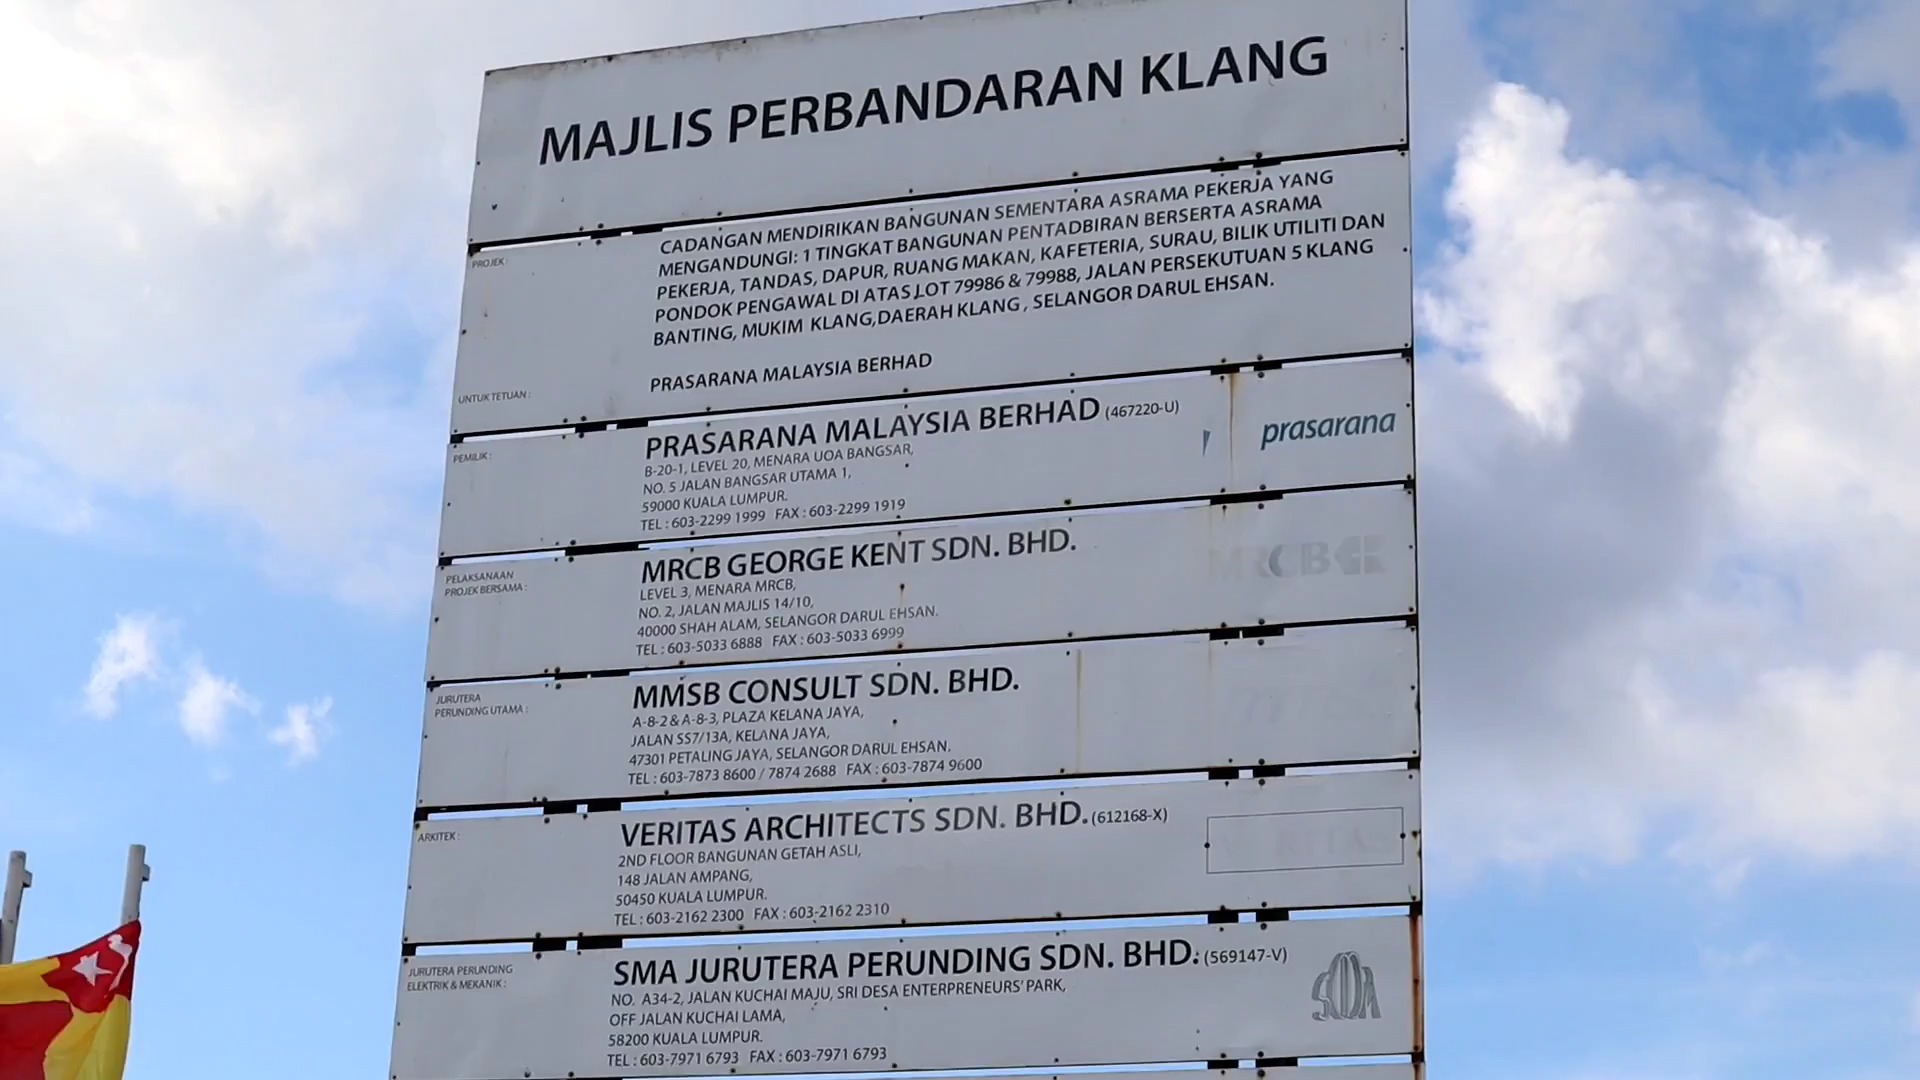 MAJLIS PERBANDARAN KLANG
PROJEK:
CADANGAN MENDIRIKAN BANGUNAN SEMENTARA ASRAMA PEKERJA YANG
MENGANDUNGI: 1 TINGKAT BANGUNAN PENTADBIRAN BERSERTA ASRAMA
PEKERJA, TANDAS, DAPUR, RUANG MAKAN, KAFETERIA, SURAU, BILIK UTILITI DAN
PONDOK PENGAWAL DI ATAS LOT 79986 & 79988, JALAN PERSEKUTUAN 5 KLANG
BANTING, MUKIM KLANG,DAERAH KLANG , SELANGOR DARUL EHSAN.
UNTUK TETUAN :
PRASARANA MALAYSIA BERHAD
PEMILIK :
PRASARANA MALAYSIA BERHAD (467220-U)
B-20-1, LEVEL 20, MENARA UOA BANGSAR,
NO. 5 JALAN BANGSAR UTAMA 1,
59000 KUALA LUMPUR.
TEL : 603-2299 1999 FAX : 603-2299 1919
prasarana
PELAKSANAAN
PROJEK BERSAMA :
MRCB GEORGE KENT SDN. BHD.
LEVEL 3, MENARA MRCB,
NO. 2, JALAN MAJLIS 14/10,
40000 SHAH ALAM, SELANGOR DARUL EHSAN.
TEL : 603-5033 6888 FAX : 603-5033 6999
MRCB GK
JURUTERA
PERUNDING UTAMA :
MMSB CONSULT SDN. BHD.
A-8-2 & A-8-3, PLAZA KELANA JAYA,
JALAN SS7/13A, KELANA JAYA,
47301 PETALING JAYA, SELANGOR DARUL EHSAN.
TEL : 603-7873 8600 / 7874 2688 FAX : 603-7874 9600
ARKITEK :
VERITAS ARCHITECTS SDN. BHD. (612168-X)
2ND FLOOR BANGUNAN GETAH ASLI,
148 JALAN AMPANG,
50450 KUALA LUMPUR.
TEL : 603-2162 2300 FAX : 603-2162 2310
VERITAS
JURUTERA PERUNDING
ELEKTRIK & MEKANIK :
SMA JURUTERA PERUNDING SDN. BHD. (569147-V)
NO. A34-2, JALAN KUCHAI MAJU, SRI DESA ENTERPRENEURS' PARK,
OFF JALAN KUCHAI LAMA,
58200 KUALA LUMPUR.
TEL : 603-7971 6793 FAX : 603-7971 6793